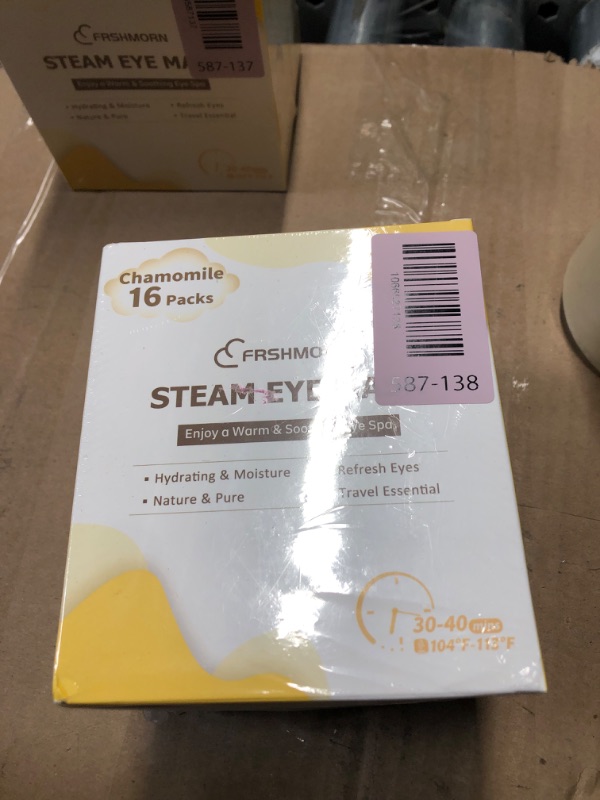 FRSHMORN
STEAM EYE MA
587-137
Enjoy a Warm & Soothing Eye Spa
• Hydrating & Moisture • Refresh Eyes
• Nature & Pure • Travel Essential
Chamomile
16 Packs
FRSHMO
STEAM EYE MA
587-138
Enjoy a Warm & Soo ye Spa
▪ Hydrating & Moisture Refresh Eyes
▪ Nature & Pure Travel Essential
30-40
104°F-113°F